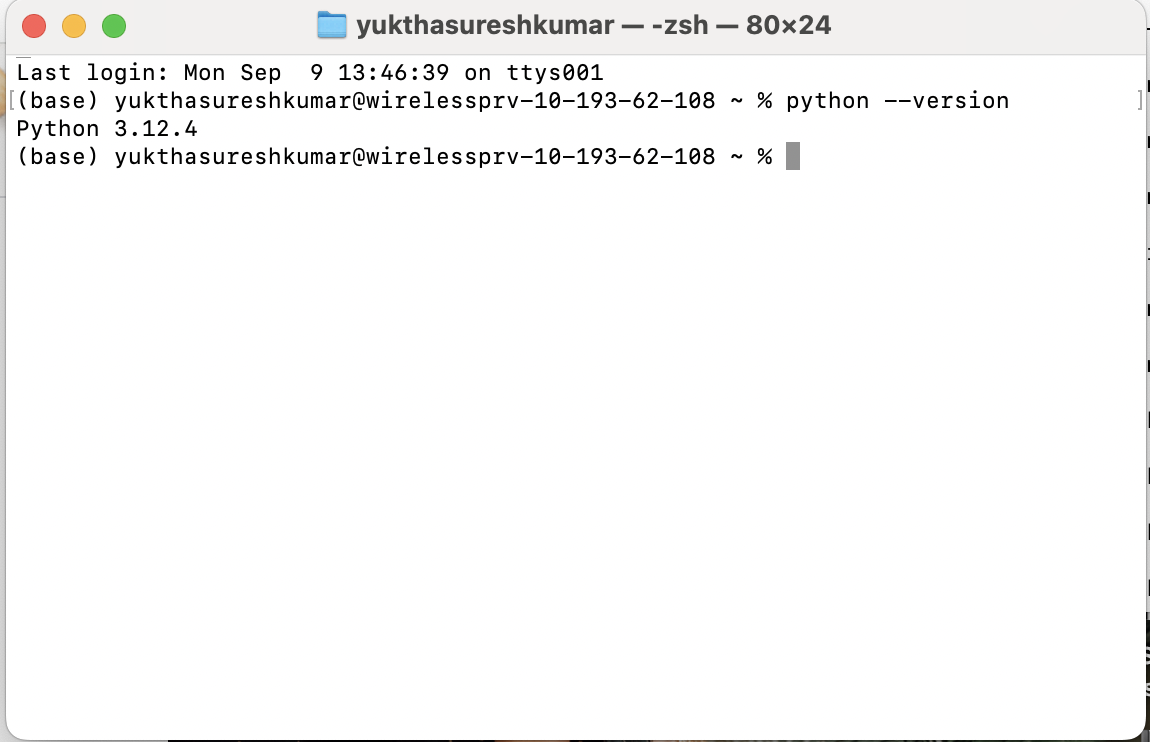 yukthasureshkumar — -zsh — 80×24
Last login: Mon Sep  9 13:46:39 on ttys001
[(base) yukthasureshkumar@wirelessprv-10-193-62-108 ~ % python --version ]
Python 3.12.4
(base) yukthasureshkumar@wirelessprv-10-193-62-108 ~ %